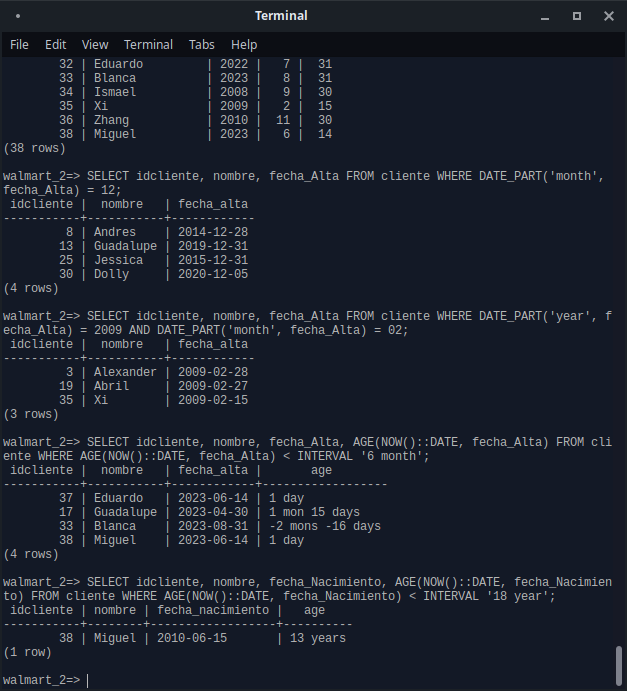 Terminal
File Edit View Terminal Tabs Help
        32 | Eduardo         | 2022 |   7 |  31
        33 | Blanca          | 2023 |   8 |  31
        34 | Ismael          | 2008 |   9 |  30
        35 | Xi              | 2009 |   2 |  15
        36 | Zhang           | 2010 |  11 |  30
        38 | Miguel          | 2023 |   6 |  14
(38 rows)

walmart_2=> SELECT idcliente, nombre, fecha_Alta FROM cliente WHERE DATE_PART('month',
fecha_Alta) = 12;
 idcliente |  nombre   | fecha_alta
-----------+-----------+------------
         8 | Andres    | 2014-12-28
        13 | Guadalupe | 2019-12-31
        25 | Jessica   | 2015-12-31
        30 | Dolly     | 2020-12-05
(4 rows)

walmart_2=> SELECT idcliente, nombre, fecha_Alta FROM cliente WHERE DATE_PART('year', f
echa_Alta) = 2009 AND DATE_PART('month', fecha_Alta) = 02;
 idcliente |  nombre   | fecha_alta
-----------+-----------+------------
         3 | Alexander | 2009-02-28
        19 | Abril     | 2009-02-27
        35 | Xi        | 2009-02-15
(3 rows)

walmart_2=> SELECT idcliente, nombre, fecha_Alta, AGE(NOW()::DATE, fecha_Alta) FROM cli
ente WHERE AGE(NOW()::DATE, fecha_Alta) < INTERVAL '6 month';
 idcliente |  nombre   | fecha_alta |       age
-----------+-----------+------------+------------------
        37 | Eduardo   | 2023-06-14 | 1 day
        17 | Guadalupe | 2023-04-30 | 1 mon 15 days
        33 | Blanca    | 2023-08-31 | -2 mons -16 days
        38 | Miguel    | 2023-06-14 | 1 day
(4 rows)

walmart_2=> SELECT idcliente, nombre, fecha_Nacimiento, AGE(NOW()::DATE, fecha_Nacimien
to) FROM cliente WHERE AGE(NOW()::DATE, fecha_Nacimiento) < INTERVAL '18 year';
 idcliente | nombre | fecha_nacimiento |   age
-----------+--------+------------------+----------
        38 | Miguel | 2010-06-15       | 13 years
(1 row)

walmart_2=>